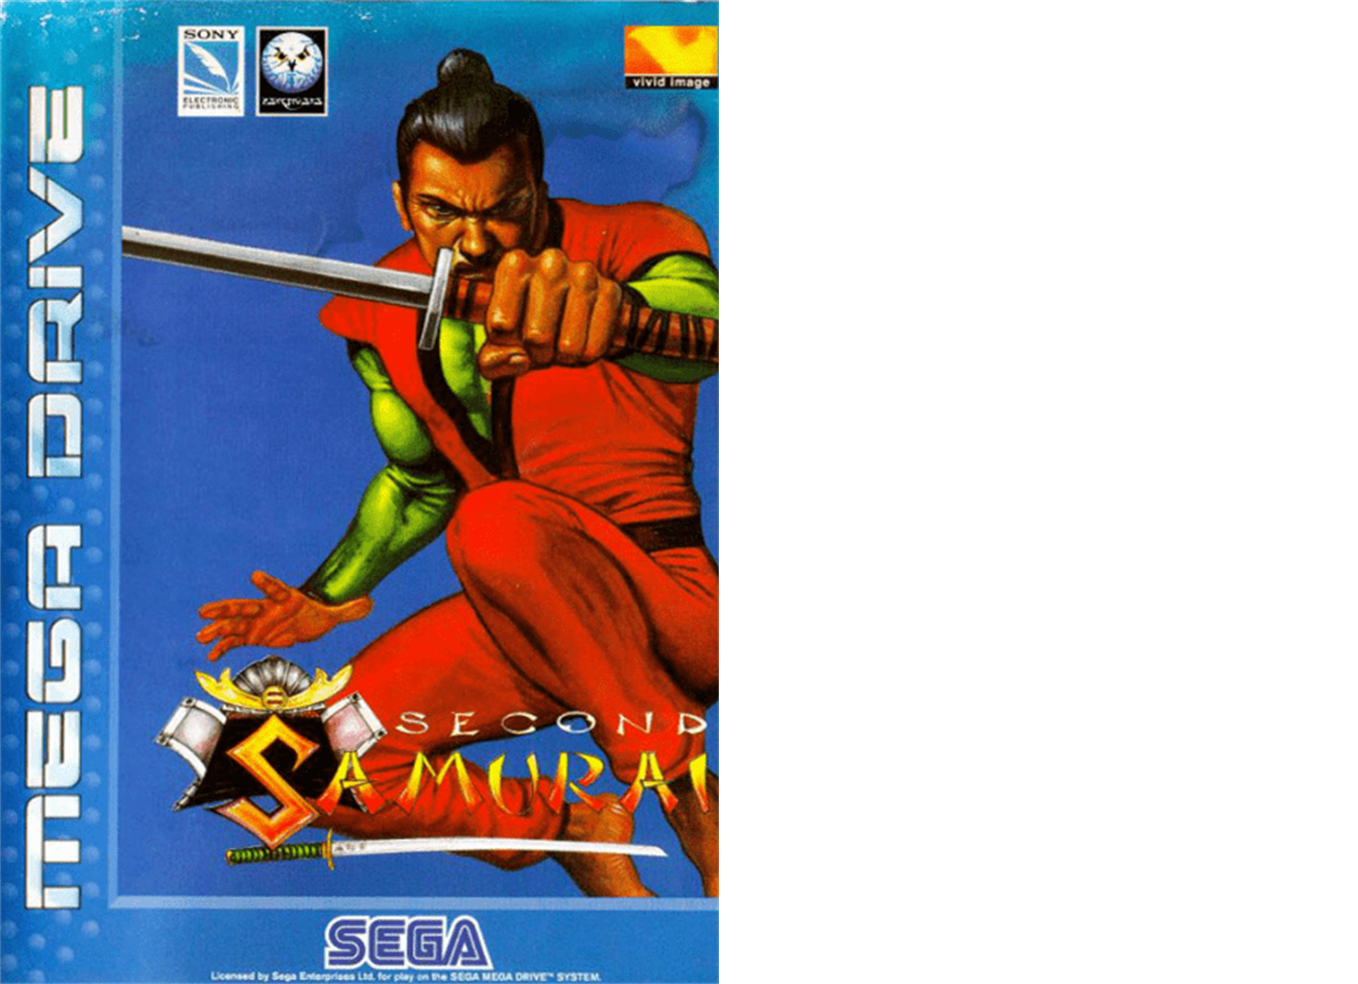 SONY
ELECTRONIC
PUBLISHING
PSYGNOSIS
vivid image
MEGA DRIVE
SECOND
SAMURAI
SEGA
Licensed by Sega Enterprises Ltd. for play on the SEGA MEGA DRIVE™ SYSTEM.